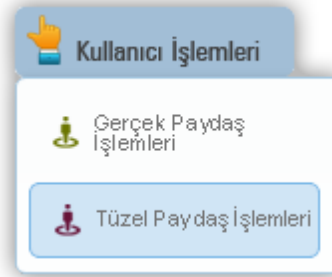 Kullanıcı İşlemleri
Gerçek Paydaş
İşlemleri
Tüzel Paydaş İşlemleri